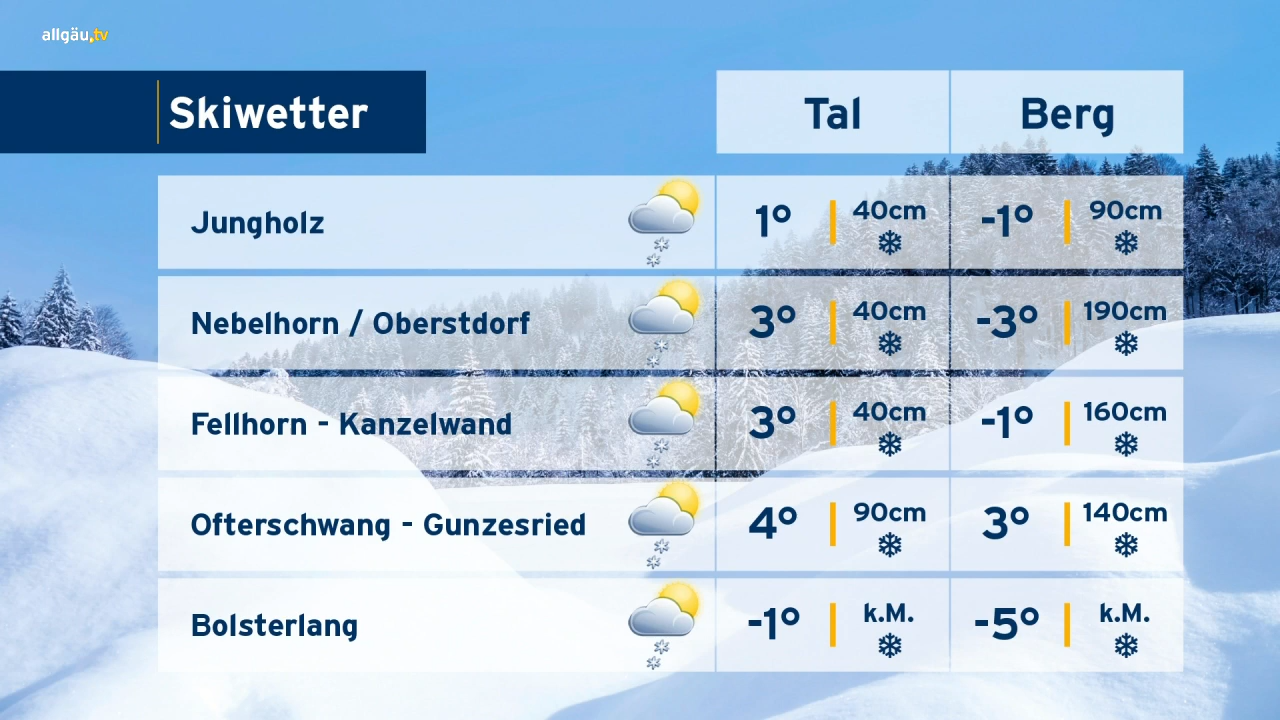 allgäu.tv
Skiwetter
Tal Berg
Jungholz 1° 40cm -1° 90cm
Nebelhorn / Oberstdorf 3° 40cm -3° 190cm
Fellhorn - Kanzelwand 3° 40cm -1° 160cm
Ofterschwang - Gunzesried 4° 90cm 3° 140cm
Bolsterlang -1° k.M. -5° k.M.